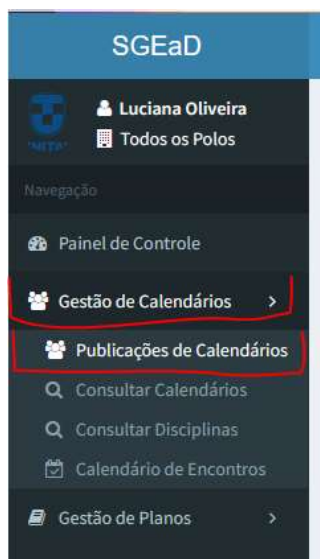 SGEaD
Luciana Oliveira
Todos os Polos
Navegação
Painel de Controle
Gestão de Calendários
Publicações de Calendários
Consultar Calendários
Consultar Disciplinas
Calendário de Encontros
Gestão de Planos